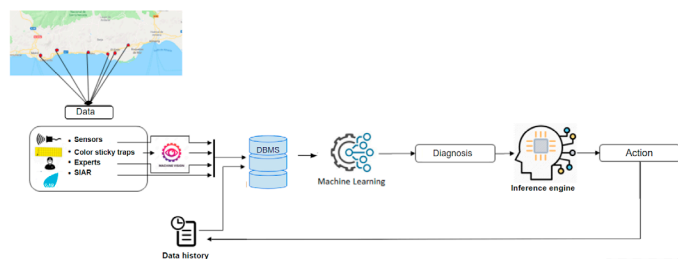 Data
• Sensors
• Color sticky traps
• Experts
• SIAR
DBMS
Machine Learning
Diagnosis
Inference engine
Action
Data history